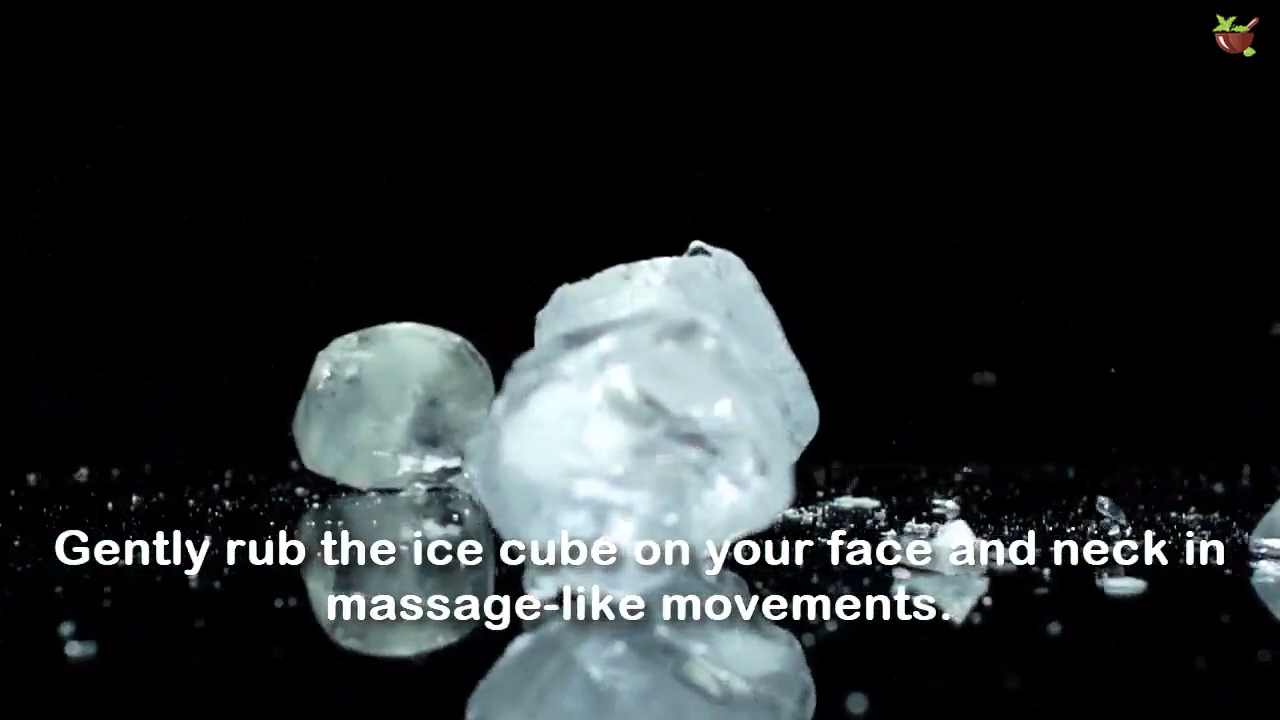 Gently rub the ice cube on your face and neck in
massage-like movements.